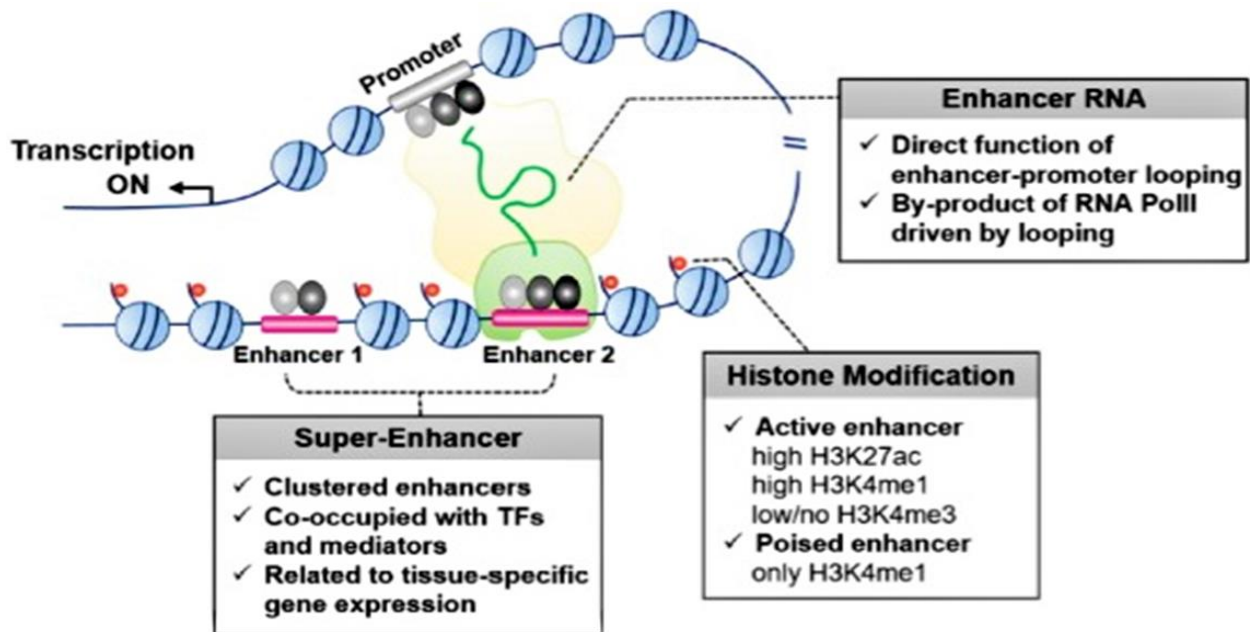 Promoter
Transcription
ON
Enhancer RNA
✓ Direct function of
enhancer-promoter looping
✓ By-product of RNA PolII
driven by looping
Enhancer 1
Enhancer 2
Histone Modification
✓ Active enhancer
high H3K27ac
high H3K4me1
low/no H3K4me3
✓ Poised enhancer
only H3K4me1
Super-Enhancer
✓ Clustered enhancers
✓ Co-occupied with TFs
and mediators
✓ Related to tissue-specific
gene expression